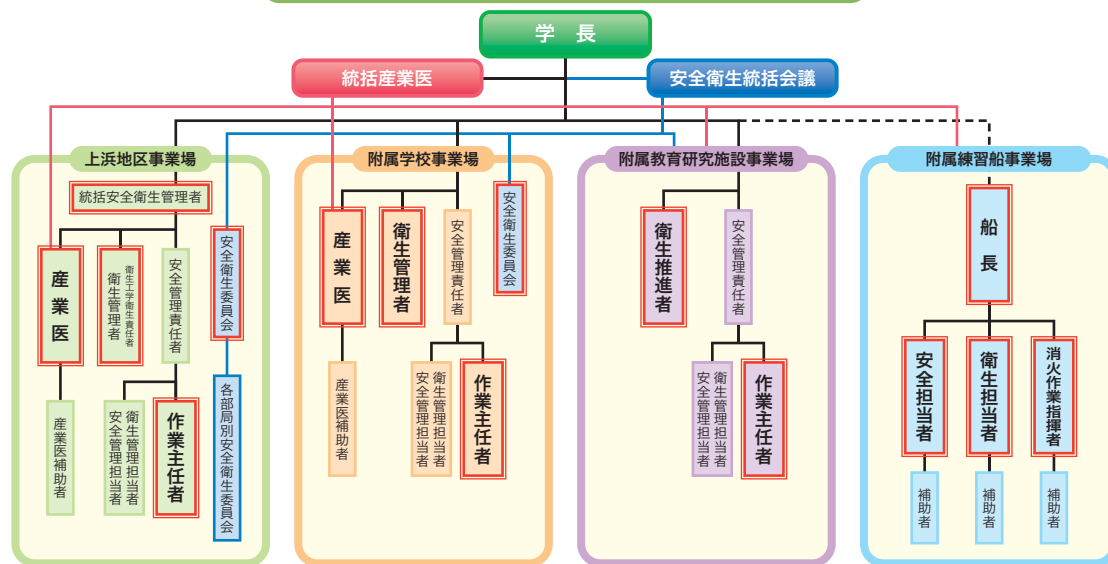 学　長
統括産業医
安全衛生統括会議
上浜地区事業場
統括安全衛生管理者
産業医
衛生工学衛生責任者
衛生管理者
安全管理責任者
安全衛生委員会
産業医補助者
衛生管理担当者
安全管理担当者
作業主任者
各部局別安全衛生委員会
附属学校事業場
産業医
衛生管理者
安全管理責任者
安全衛生委員会
産業医補助者
衛生管理担当者
安全管理担当者
作業主任者
附属教育研究施設事業場
衛生推進者
安全管理責任者
衛生管理担当者
安全管理担当者
作業主任者
附属練習船事業場
船長
安全担当者
衛生担当者
消火作業指揮者
補助者
補助者
補助者